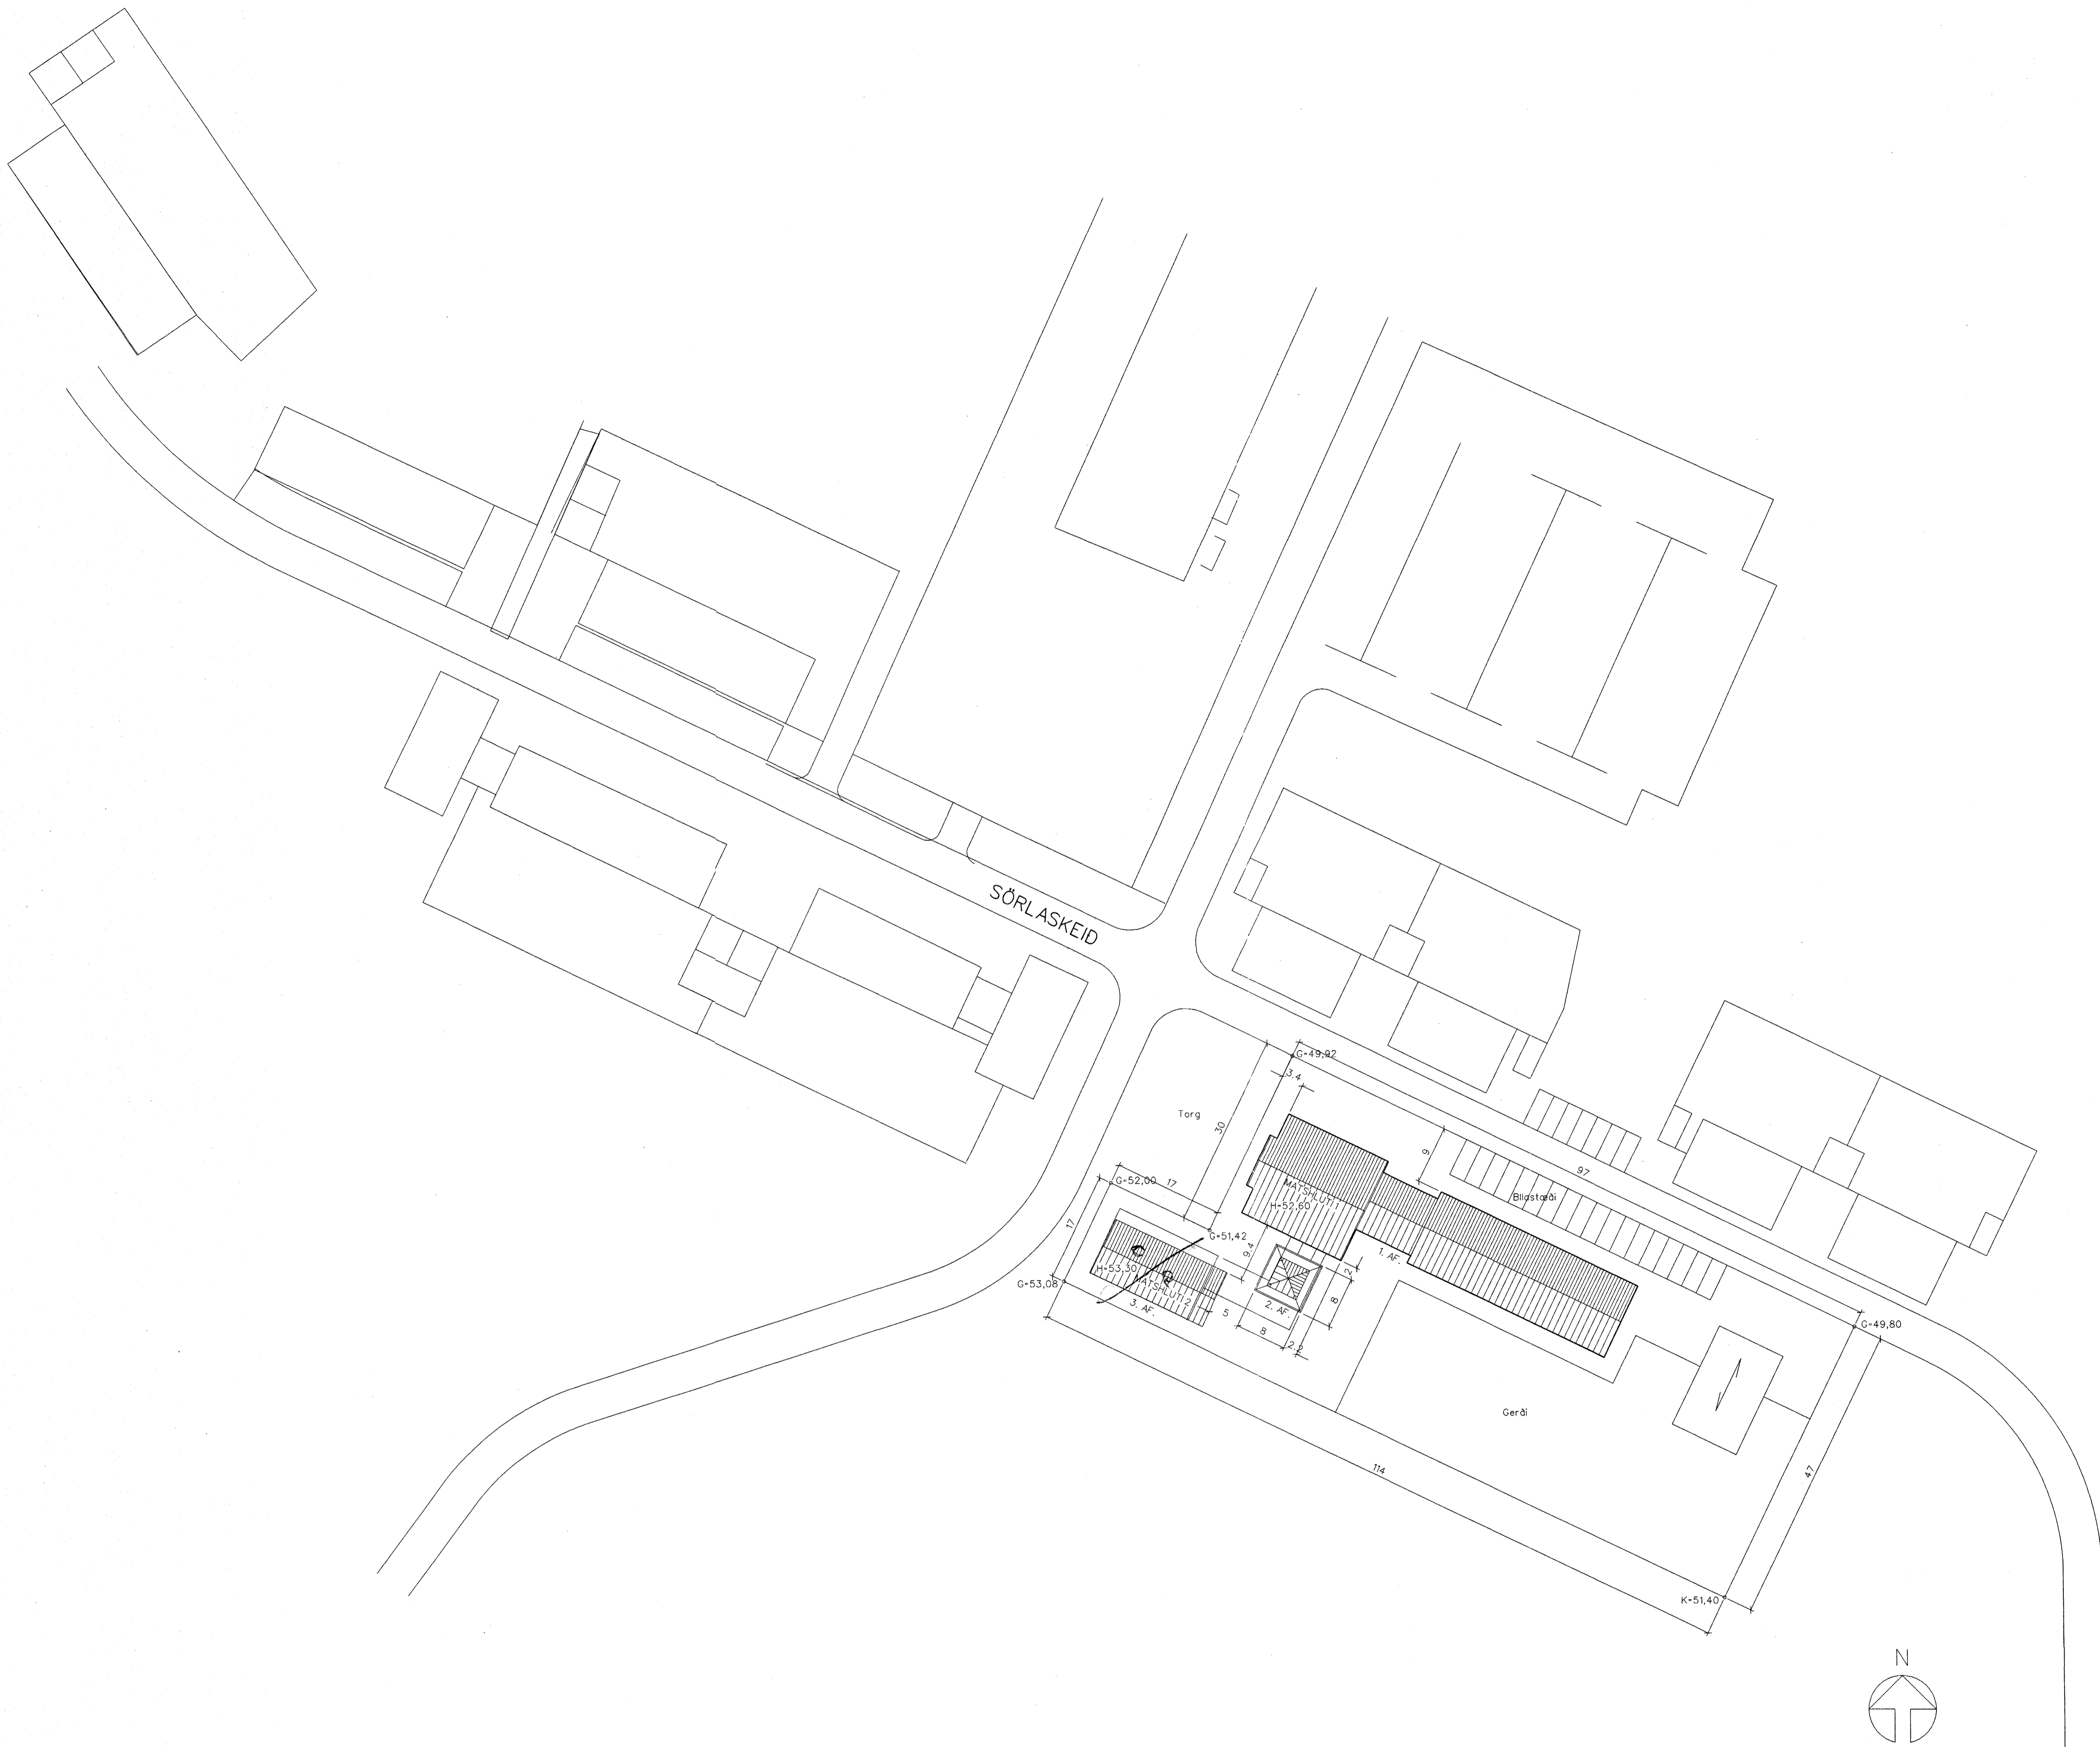 SÖRLASKEIÐ
G=49,92
3.4
Torg
30
9
97
Bílastæði
G=52,00
17
MATSHLUTI 1
H=52,60
17
G=51,42
9.4
1. AF.
H=53,30
MATSHLUTI 2
G=53,08
3. AF.
2
8
2. AF.
5
8
2.2
G=49,80
Gerði
114
47
K=51,40
N